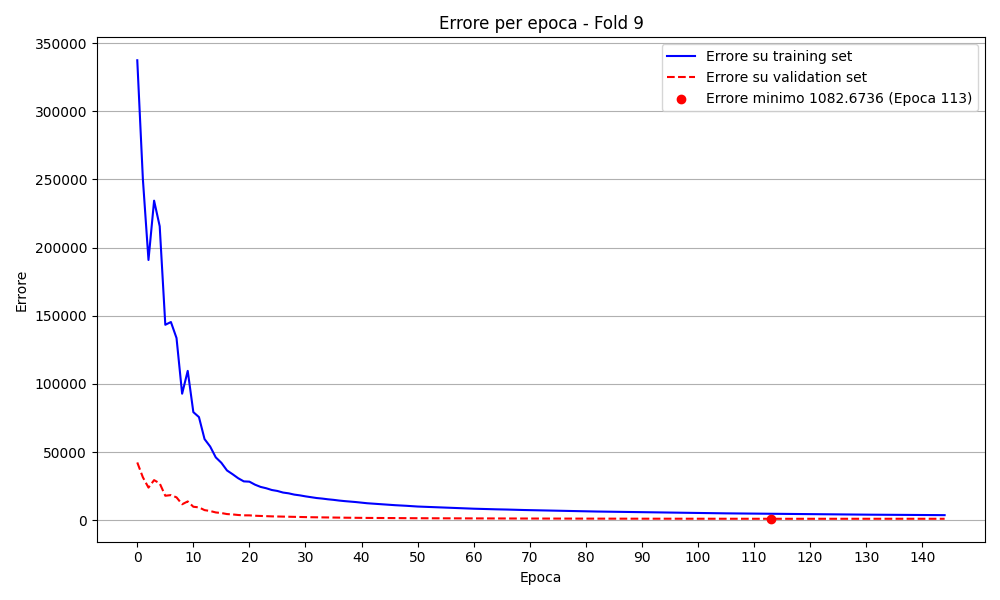 Errore per epoca - Fold 9
350000
300000
250000
200000
150000
100000
50000
0
Errore
Errore su training set
Errore su validation set
Errore minimo 1082.6736 (Epoca 113)
0 10 20 30 40 50 60 70 80 90 100 110 120 130 140
Epoca